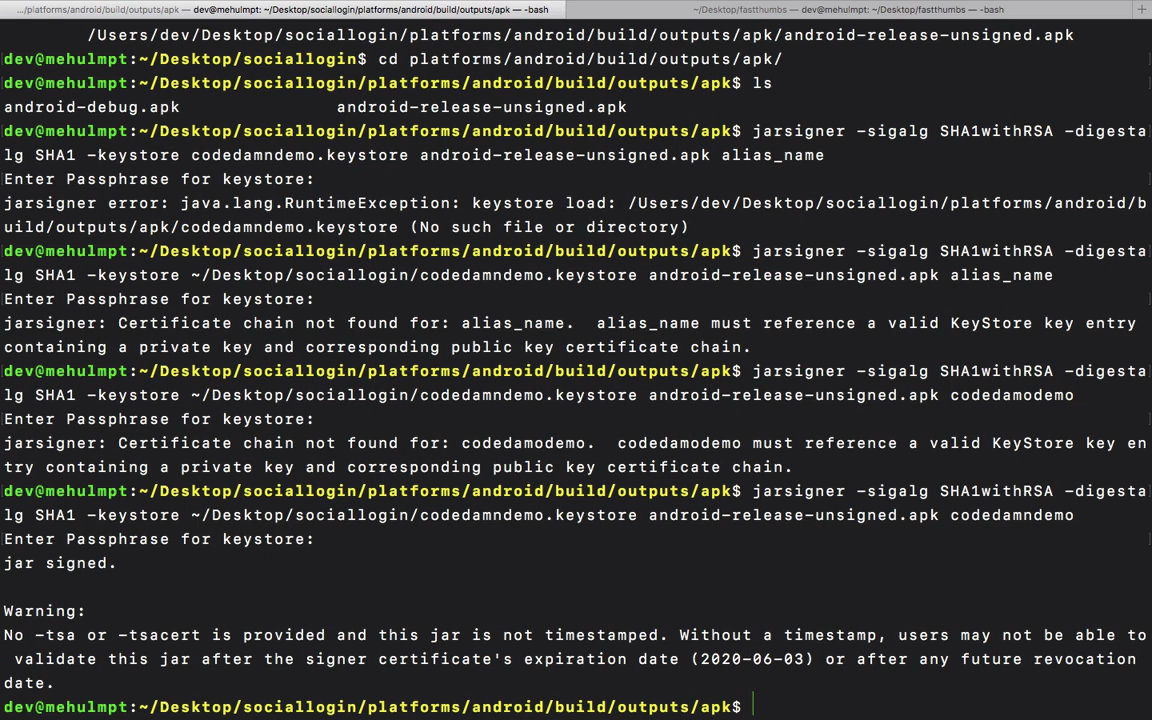 .../platforms/android/build/outputs/apk — dev@mehulmpt: ~/Desktop/sociallogin/platforms/android/build/outputs/apk — -bash
~/Desktop/fastthumbs — dev@mehulmpt: ~/Desktop/fastthumbs — -bash
+
/Users/dev/Desktop/sociallogin/platforms/android/build/outputs/apk/android-release-unsigned.apk
dev@mehulmpt:~/Desktop/sociallogin$ cd platforms/android/build/outputs/apk/
dev@mehulmpt:~/Desktop/sociallogin/platforms/android/build/outputs/apk$ ls
android-debug.apk android-release-unsigned.apk
dev@mehulmpt:~/Desktop/sociallogin/platforms/android/build/outputs/apk$ jarsigner -sigalg SHA1withRSA -digesta
lg SHA1 -keystore codedamndemo.keystore android-release-unsigned.apk alias_name
Enter Passphrase for keystore:
jarsigner error: java.lang.RuntimeException: keystore load: /Users/dev/Desktop/sociallogin/platforms/android/b
uild/outputs/apk/codedamndemo.keystore (No such file or directory)
dev@mehulmpt:~/Desktop/sociallogin/platforms/android/build/outputs/apk$ jarsigner -sigalg SHA1withRSA -digesta
lg SHA1 -keystore ~/Desktop/sociallogin/codedamndemo.keystore android-release-unsigned.apk alias_name
Enter Passphrase for keystore:
jarsigner: Certificate chain not found for: alias_name.  alias_name must reference a valid KeyStore key entry
containing a private key and corresponding public key certificate chain.
dev@mehulmpt:~/Desktop/sociallogin/platforms/android/build/outputs/apk$ jarsigner -sigalg SHA1withRSA -digesta
lg SHA1 -keystore ~/Desktop/sociallogin/codedamndemo.keystore android-release-unsigned.apk codedamodemo
Enter Passphrase for keystore:
jarsigner: Certificate chain not found for: codedamodemo.  codedamodemo must reference a valid KeyStore key en
try containing a private key and corresponding public key certificate chain.
dev@mehulmpt:~/Desktop/sociallogin/platforms/android/build/outputs/apk$ jarsigner -sigalg SHA1withRSA -digesta
lg SHA1 -keystore ~/Desktop/sociallogin/codedamndemo.keystore android-release-unsigned.apk codedamndemo
Enter Passphrase for keystore:
jar signed.
Warning:
No -tsa or -tsacert is provided and this jar is not timestamped. Without a timestamp, users may not be able to
validate this jar after the signer certificate's expiration date (2020-06-03) or after any future revocation
date.
dev@mehulmpt:~/Desktop/sociallogin/platforms/android/build/outputs/apk$